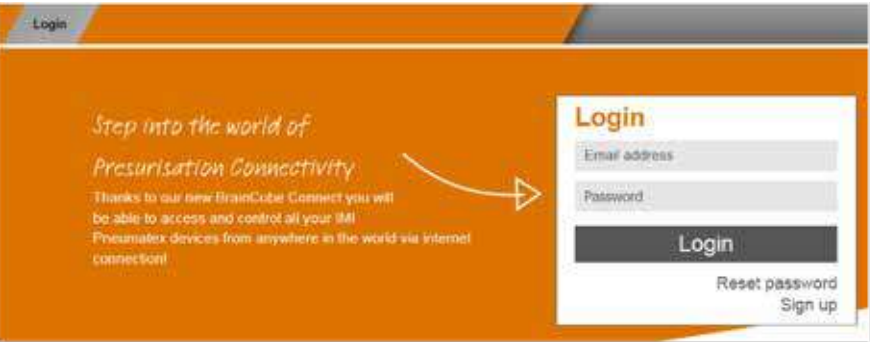 Login
Step into the world of
Presurisation Connectivity
Thanks to our new BrainCube Connect you will
be able to access and control all your IMI
Pneumatex devices from anywhere in the world via internet
connection!
Login
Email address
Password
Login
Reset password
Sign up